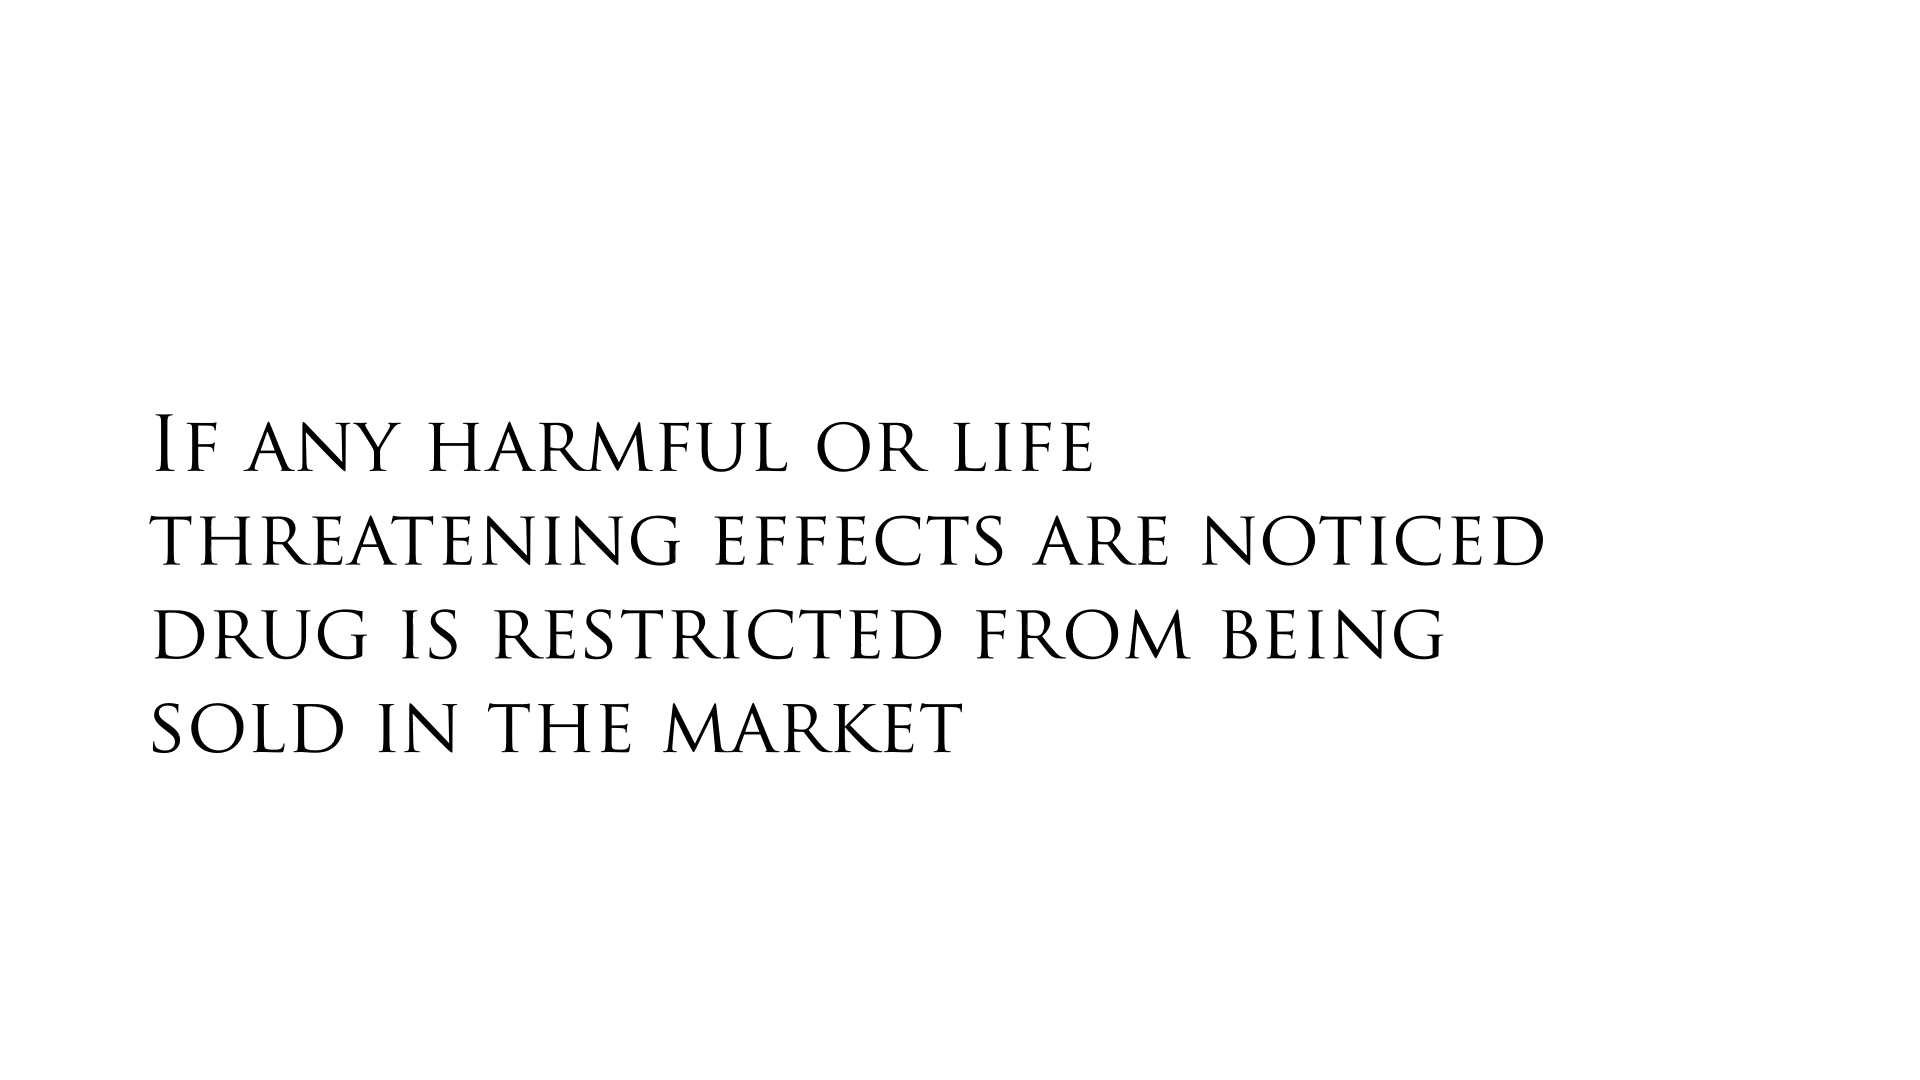 If any harmful or life
threatening effects are noticed
drug is restricted from being
sold in the market